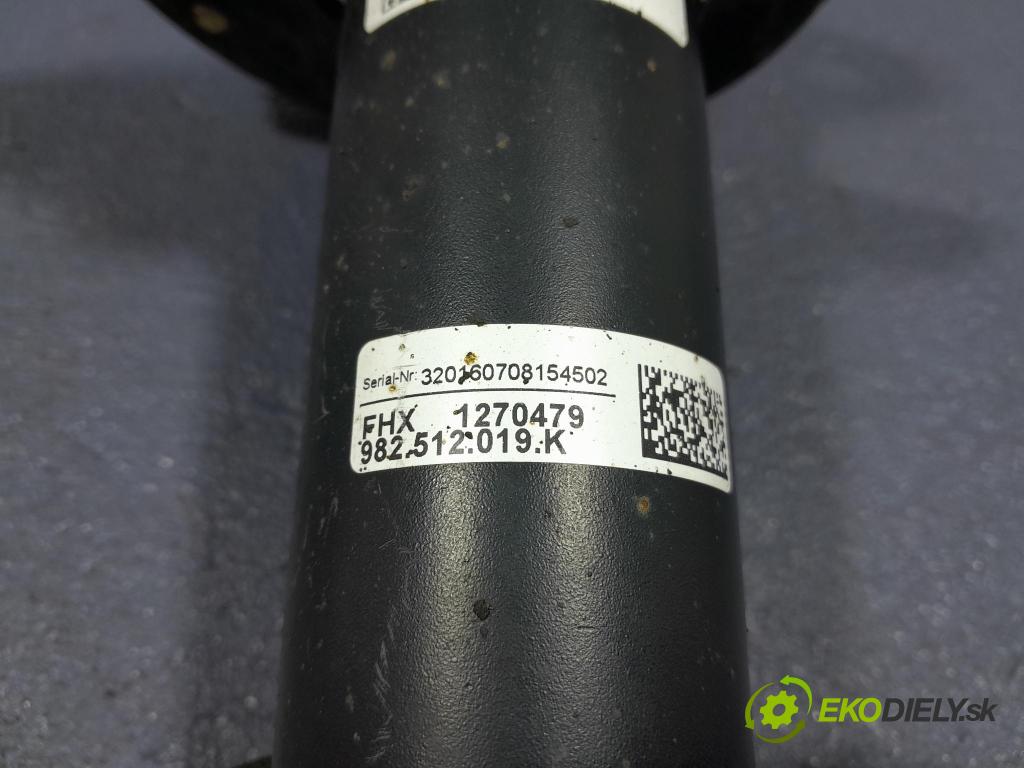 Serial-Nr: 320160708154502
FHX 1270479
982.512.019.K
EKODIELY.sk